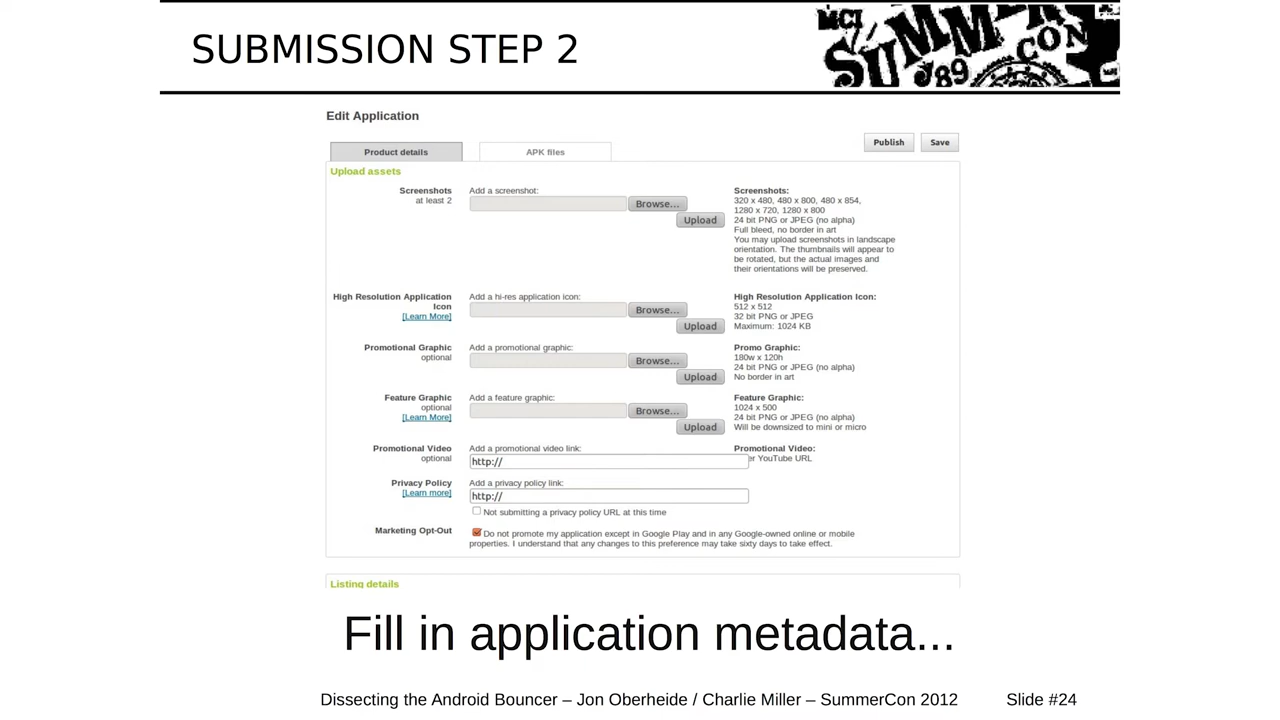 SUBMISSION STEP 2
MCI
SUMMER
CON
'89
Edit Application
Publish
Save
Product details
APK files
Upload assets
Screenshots
at least 2
Add a screenshot:
Browse...
Upload
Screenshots:
320 x 480, 480 x 800, 480 x 854,
1280 x 720, 1280 x 800
24 bit PNG or JPEG (no alpha)
Full bleed, no border in art
You may upload screenshots in landscape
orientation. The thumbnails will appear to
be rotated, but the actual images and
their orientations will be preserved.
High Resolution Application
Icon
[Learn More]
Add a hi-res application icon:
Browse...
Upload
High Resolution Application Icon:
512 x 512
32 bit PNG or JPEG
Maximum: 1024 KB
Promotional Graphic
optional
Add a promotional graphic:
Browse...
Upload
Promo Graphic:
180w x 120h
24 bit PNG or JPEG (no alpha)
No border in art
Feature Graphic
optional
[Learn More]
Add a feature graphic:
Browse...
Upload
Feature Graphic:
1024 x 500
24 bit PNG or JPEG (no alpha)
Will be downsized to mini or micro
Promotional Video
optional
Add a promotional video link:
http://
Promotional Video:
er YouTube URL
Privacy Policy
[Learn more]
Add a privacy policy link:
http://
Not submitting a privacy policy URL at this time
Marketing Opt-Out
Do not promote my application except in Google Play and in any Google-owned online or mobile
properties. I understand that any changes to this preference may take sixty days to take effect.
Listing details
Fill in application metadata...
Dissecting the Android Bouncer – Jon Oberheide / Charlie Miller – SummerCon 2012
Slide #24